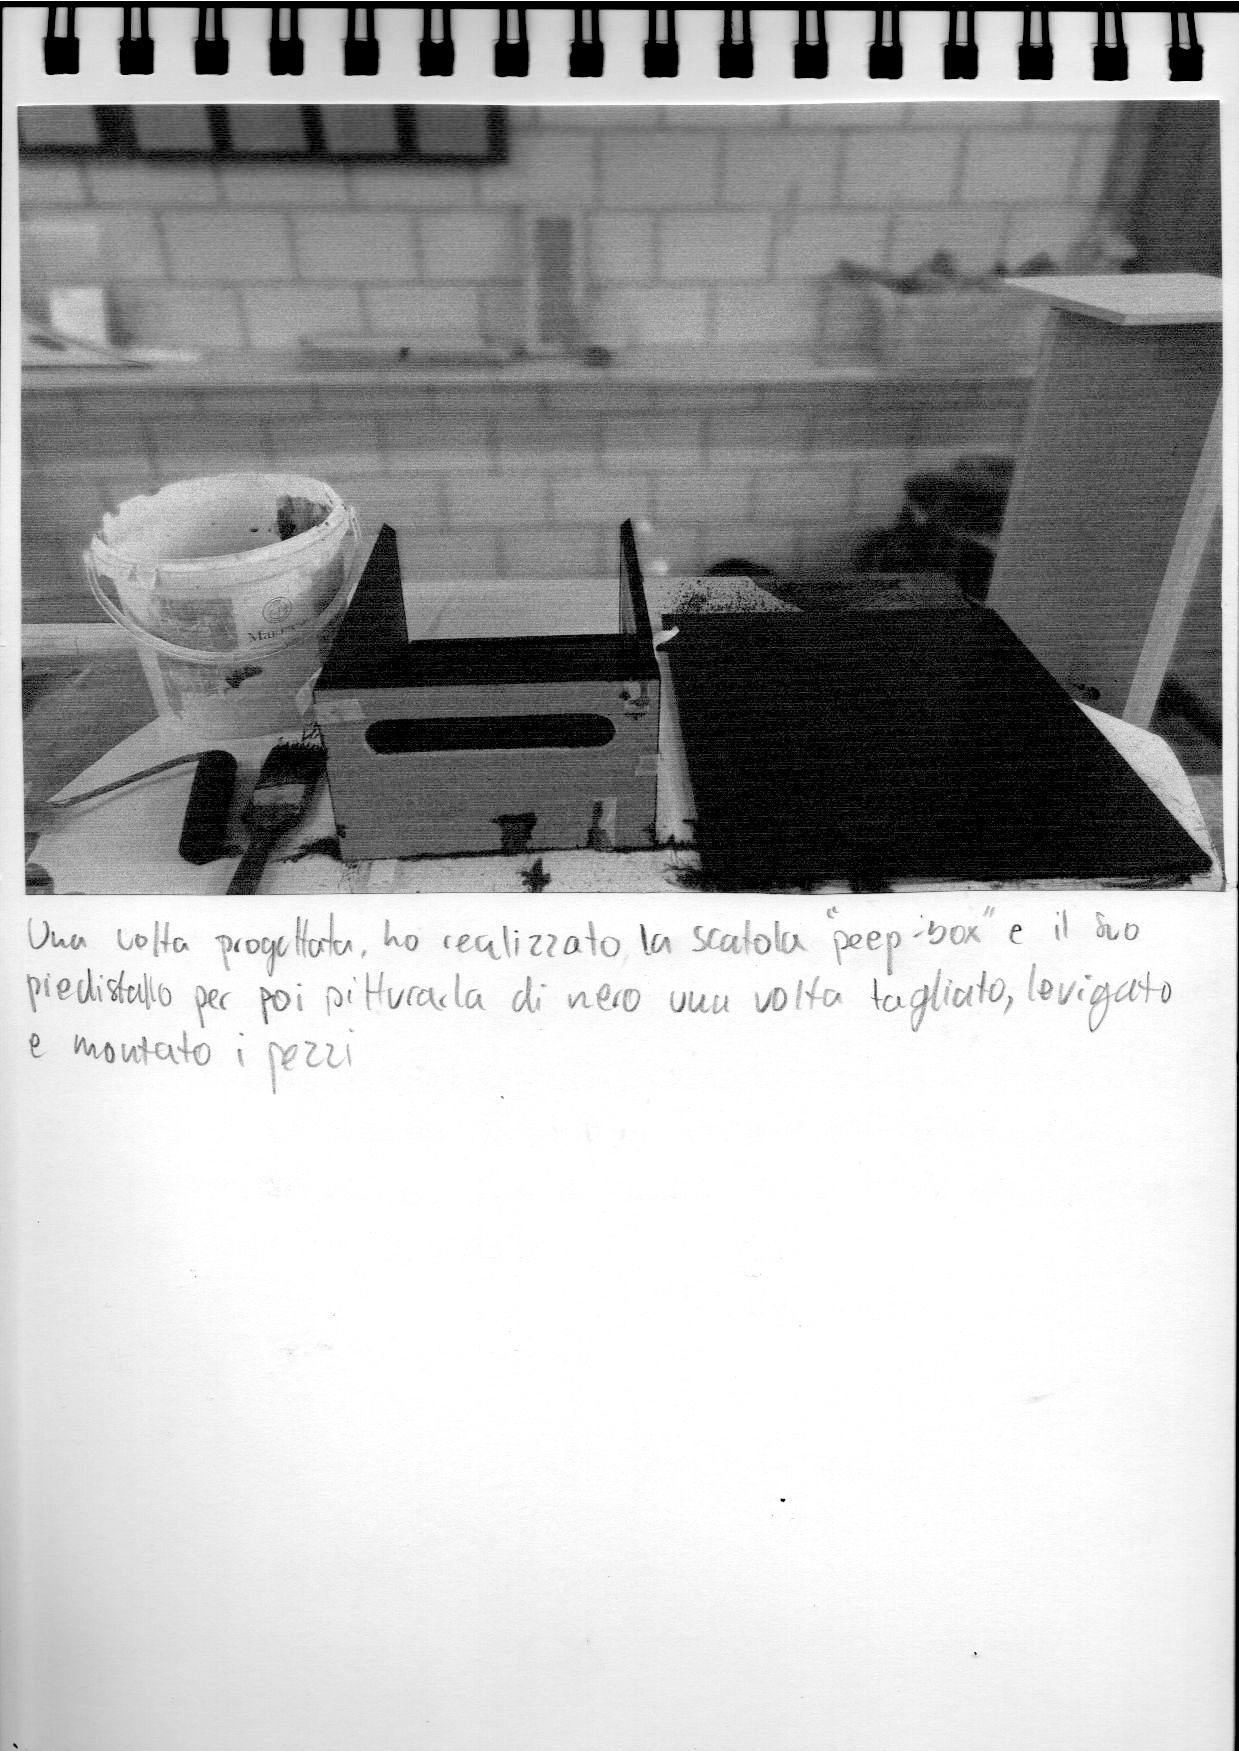 Una volta progettata, ho realizzato la scatola "peep-box" e il suo
piedistallo per poi pitturarla di nero una volta tagliato, levigato
e montato i pezzi